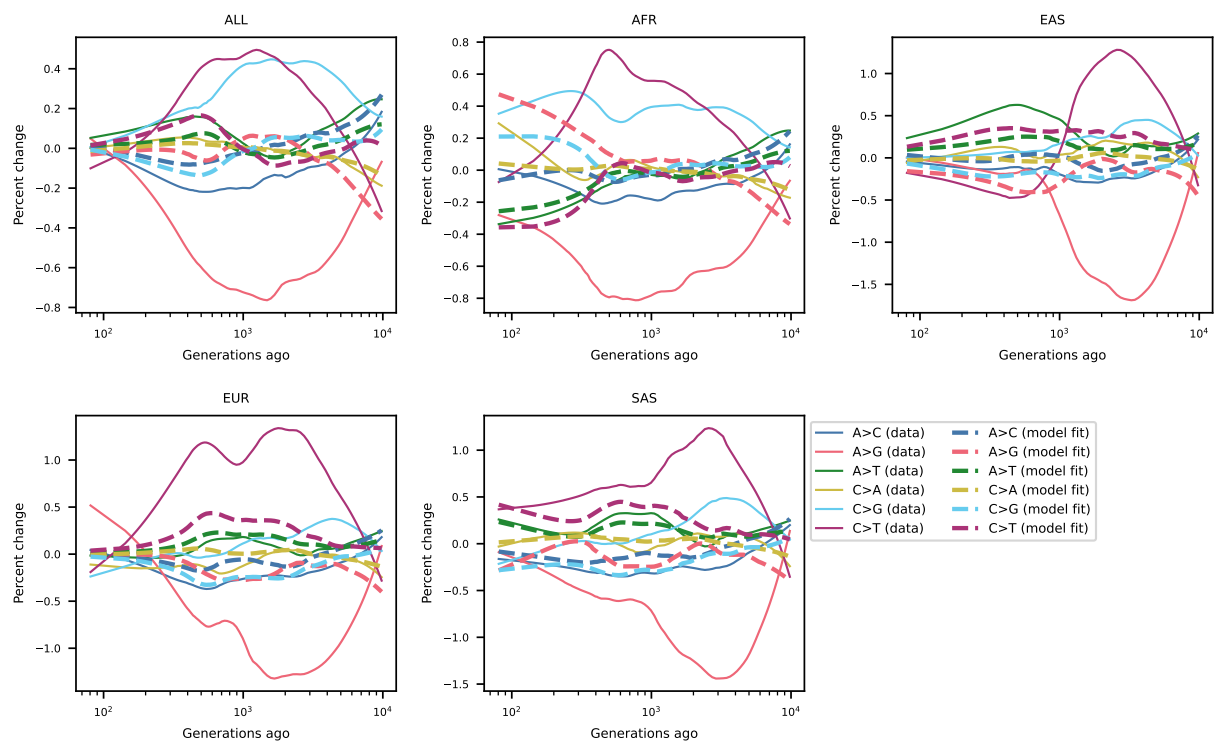 ALL
Percent change
0.4
0.2
0.0
−0.2
−0.4
−0.6
−0.8
10²
10³
10⁴
Generations ago
AFR
Percent change
0.8
0.6
0.4
0.2
0.0
−0.2
−0.4
−0.6
−0.8
10²
10³
10⁴
Generations ago
EAS
Percent change
1.0
0.5
0.0
−0.5
−1.0
−1.5
10²
10³
10⁴
Generations ago
EUR
Percent change
1.0
0.5
0.0
−0.5
−1.0
10²
10³
10⁴
Generations ago
SAS
Percent change
1.0
0.5
0.0
−0.5
−1.0
−1.5
10²
10³
10⁴
Generations ago
A>C (data)
A>G (data)
A>T (data)
C>A (data)
C>G (data)
C>T (data)
A>C (model fit)
A>G (model fit)
A>T (model fit)
C>A (model fit)
C>G (model fit)
C>T (model fit)